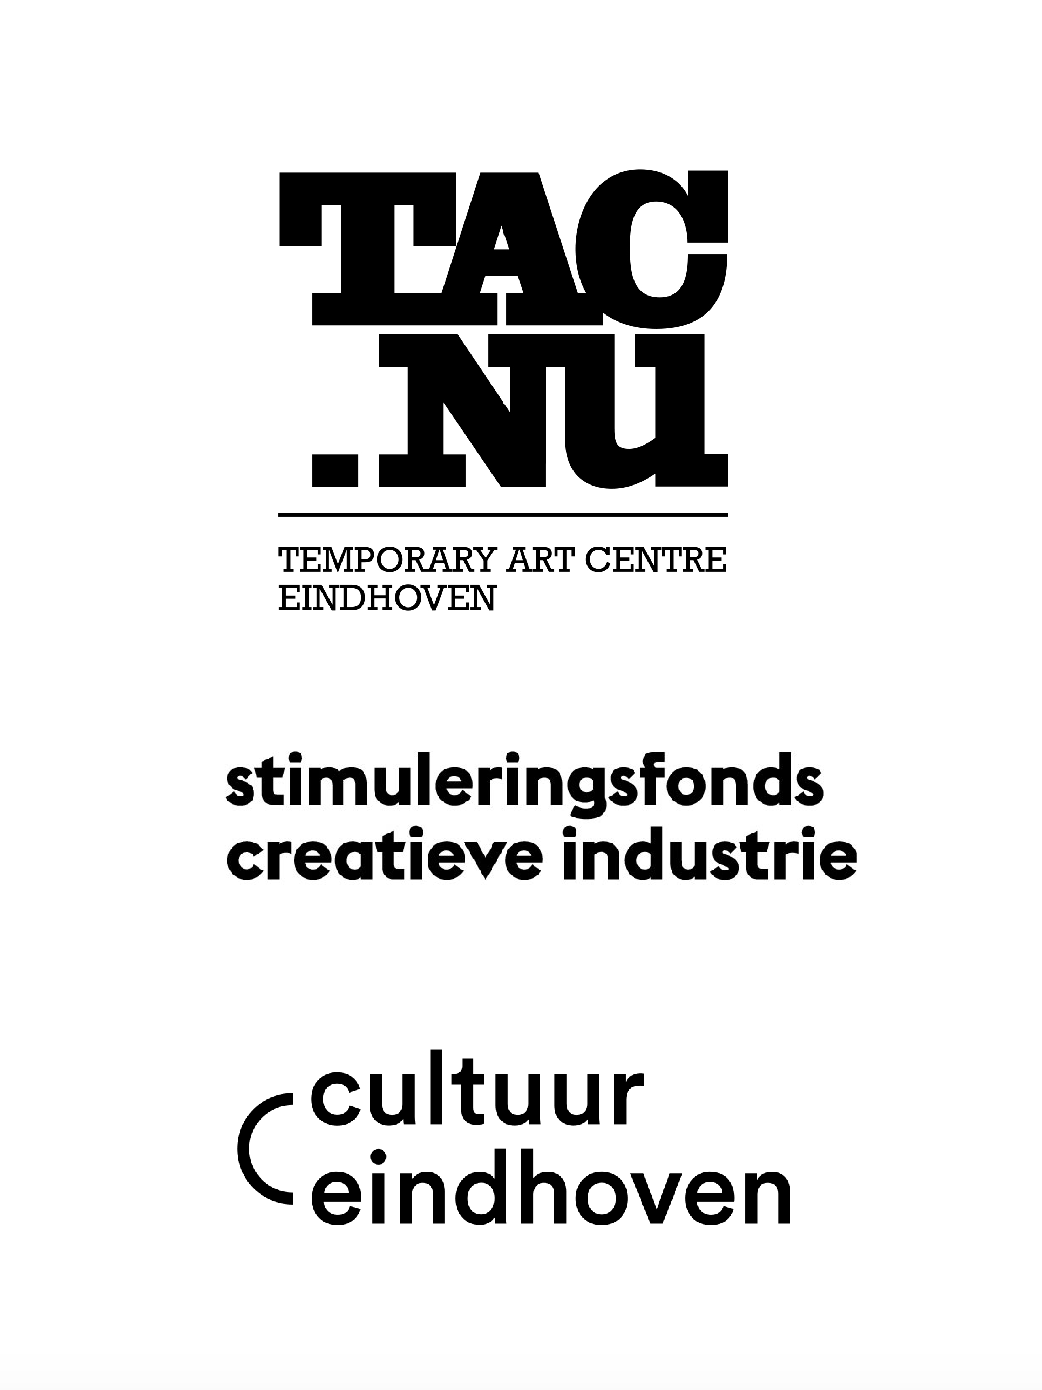 TAC
.Nu
TEMPORARY ART CENTRE
EINDHOVEN
stimuleringsfonds
creatieve industrie
cultuur
eindhoven